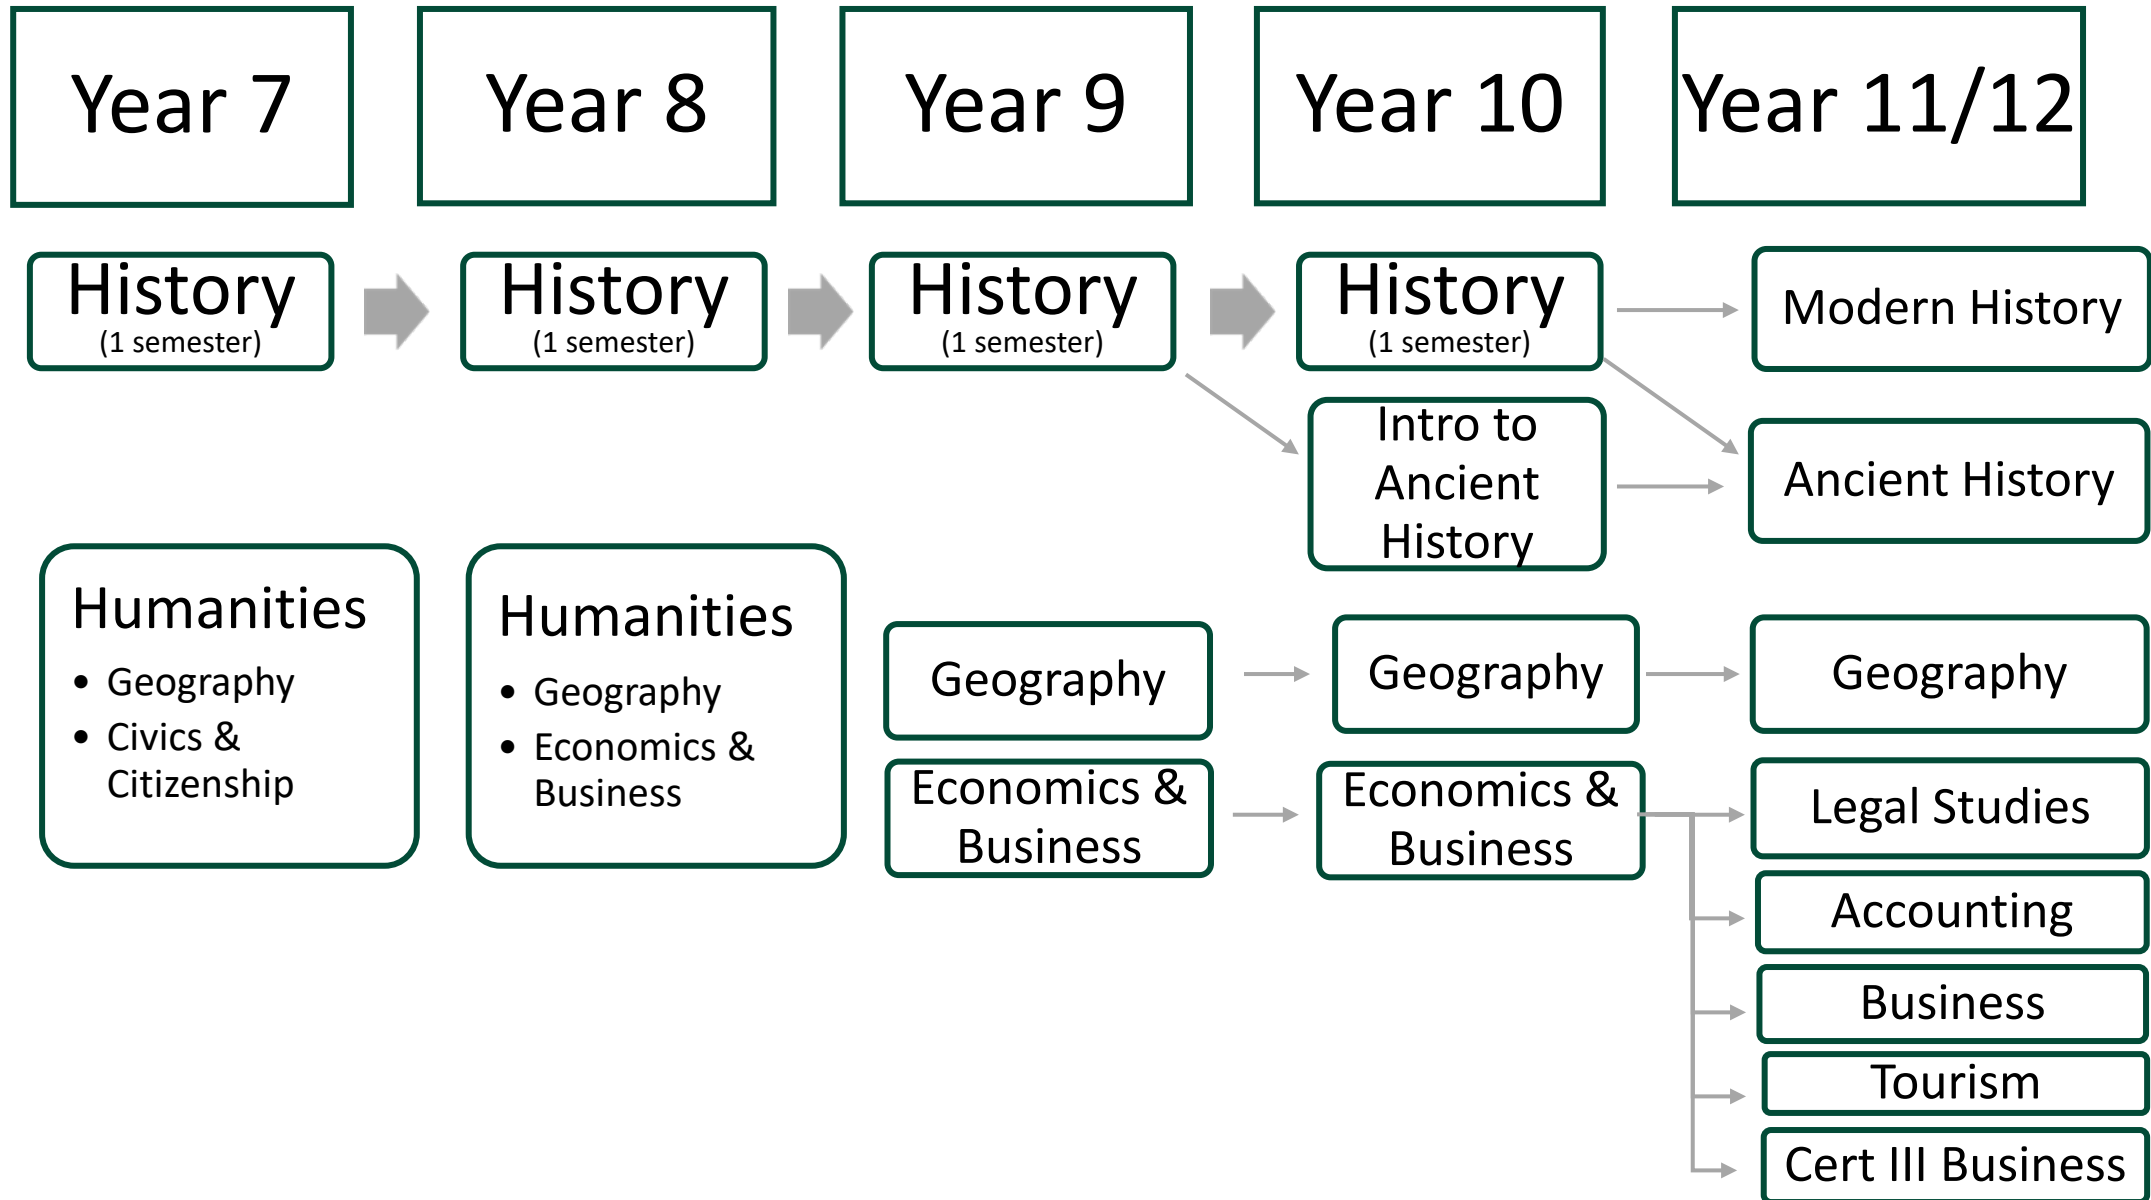 Year 7
Year 8
Year 9
Year 10
Year 11/12
History
(1 semester)
History
(1 semester)
History
(1 semester)
History
(1 semester)
Modern History
Intro to
Ancient
History
Ancient History
Humanities
• Geography
• Civics &
Citizenship
Humanities
• Geography
• Economics &
Business
Geography
Geography
Geography
Economics &
Business
Economics &
Business
Legal Studies
Accounting
Business
Tourism
Cert III Business